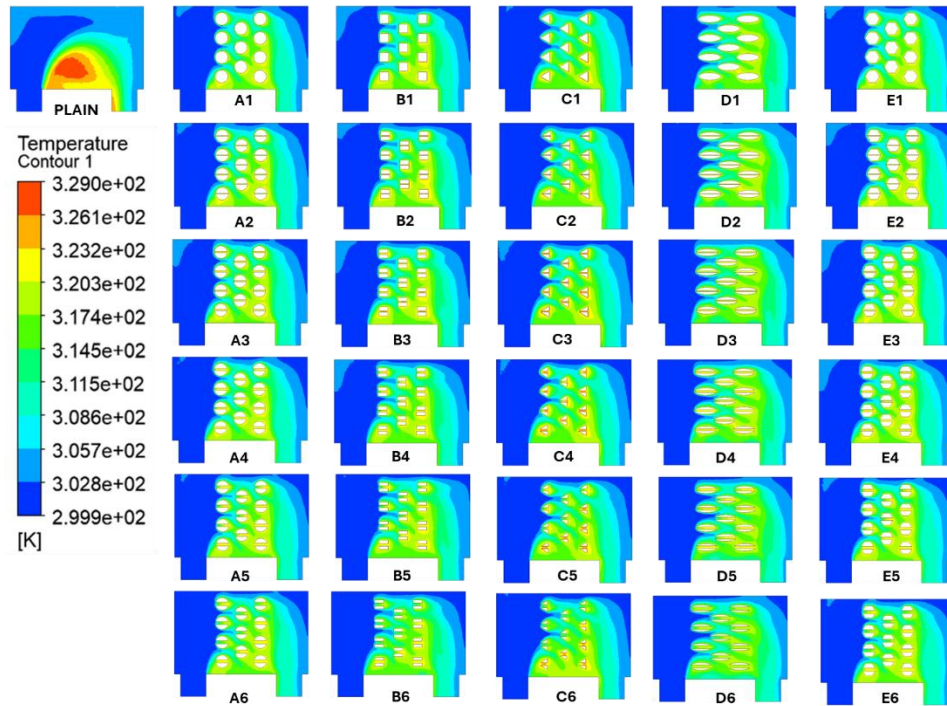 PLAIN
A1
B1
C1
D1
E1
Temperature
Contour 1
3.290e+02
3.261e+02
3.232e+02
3.203e+02
3.174e+02
3.145e+02
3.115e+02
3.086e+02
3.057e+02
3.028e+02
2.999e+02
[K]
A2
B2
C2
D2
E2
A3
B3
C3
D3
E3
A4
B4
C4
D4
E4
A5
B5
C5
D5
E5
A6
B6
C6
D6
E6